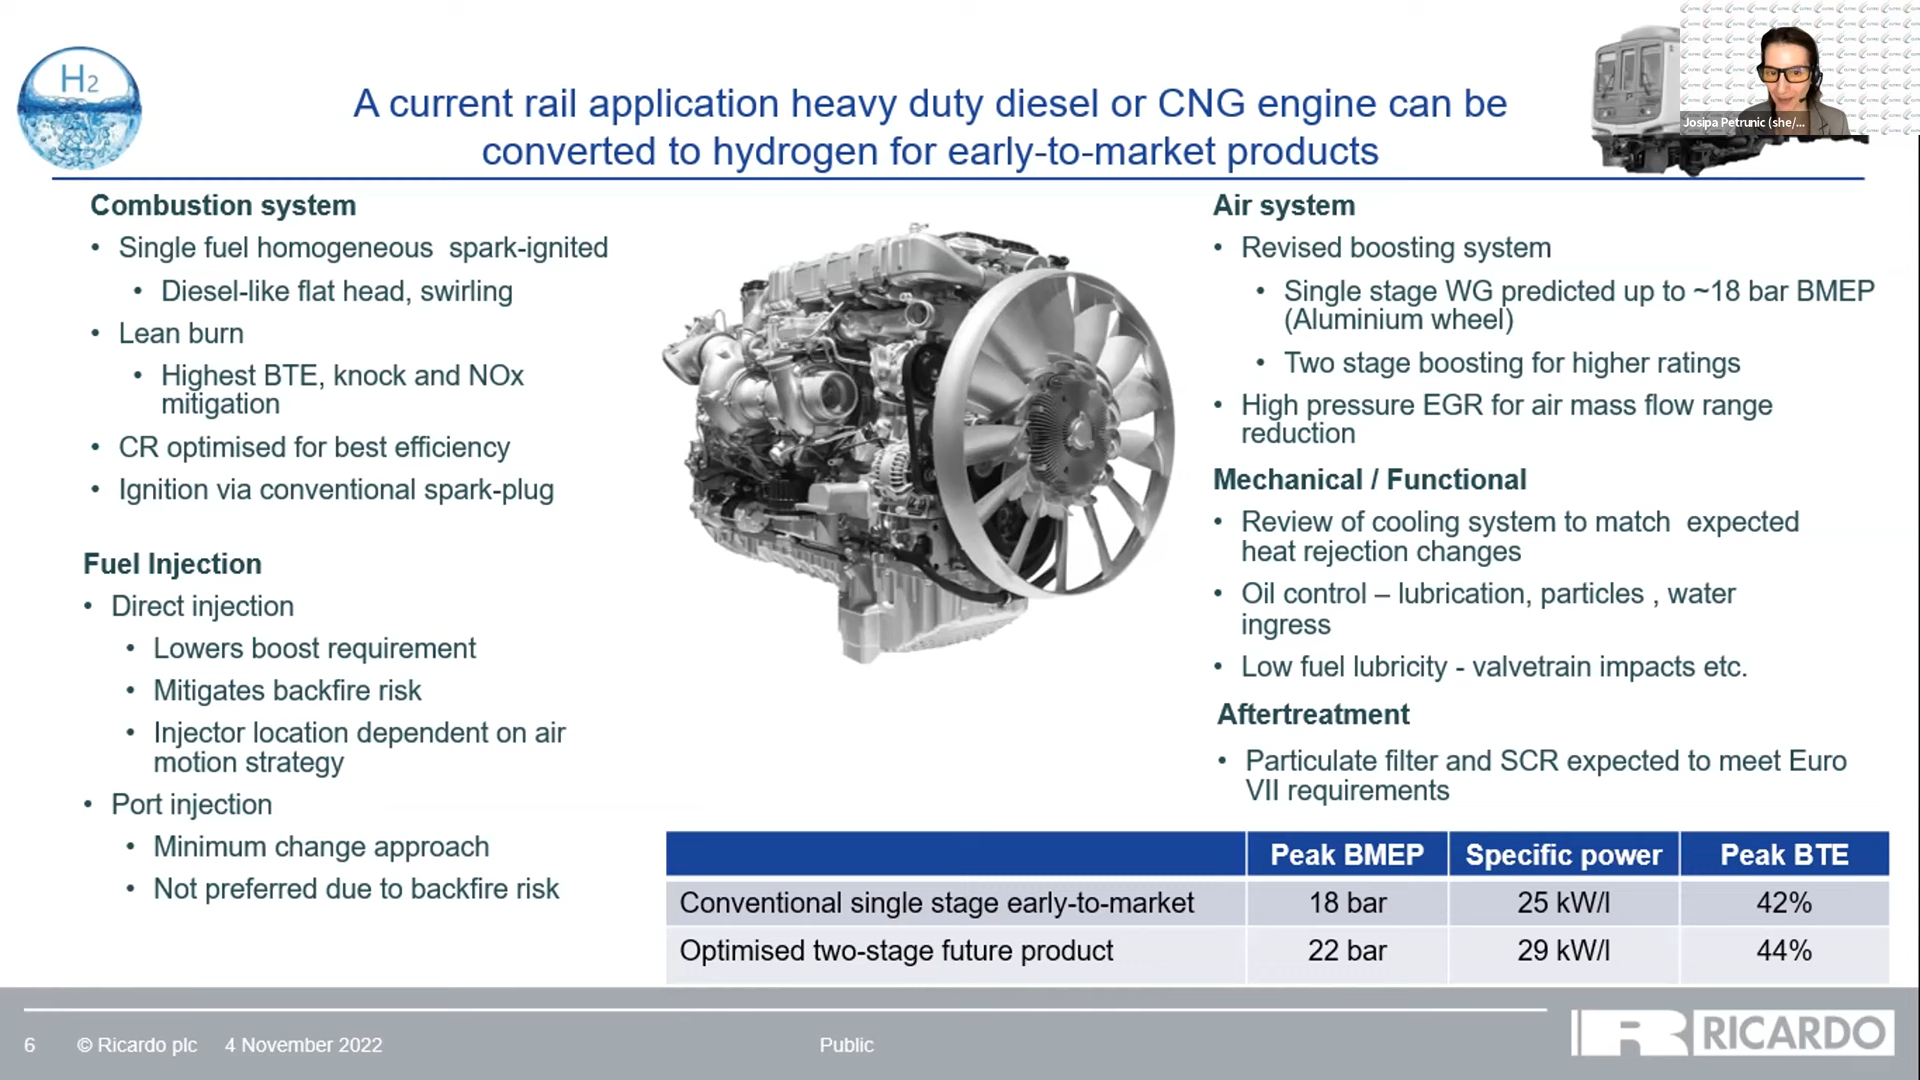 H2
A current rail application heavy duty diesel or CNG engine can be
converted to hydrogen for early-to-market products
Josipa Petrunic (she/...
Combustion system
• Single fuel homogeneous spark-ignited
• Diesel-like flat head, swirling
• Lean burn
• Highest BTE, knock and NOx
mitigation
• CR optimised for best efficiency
• Ignition via conventional spark-plug
Fuel Injection
• Direct injection
• Lowers boost requirement
• Mitigates backfire risk
• Injector location dependent on air
motion strategy
• Port injection
• Minimum change approach
• Not preferred due to backfire risk
Air system
• Revised boosting system
• Single stage WG predicted up to ~18 bar BMEP
(Aluminium wheel)
• Two stage boosting for higher ratings
• High pressure EGR for air mass flow range
reduction
Mechanical / Functional
• Review of cooling system to match expected
heat rejection changes
• Oil control – lubrication, particles , water
ingress
• Low fuel lubricity - valvetrain impacts etc.
Aftertreatment
• Particulate filter and SCR expected to meet Euro
VII requirements
Peak BMEP Specific power Peak BTE
Conventional single stage early-to-market 18 bar 25 kW/l 42%
Optimised two-stage future product 22 bar 29 kW/l 44%
6 © Ricardo plc 4 November 2022 Public
RICARDO